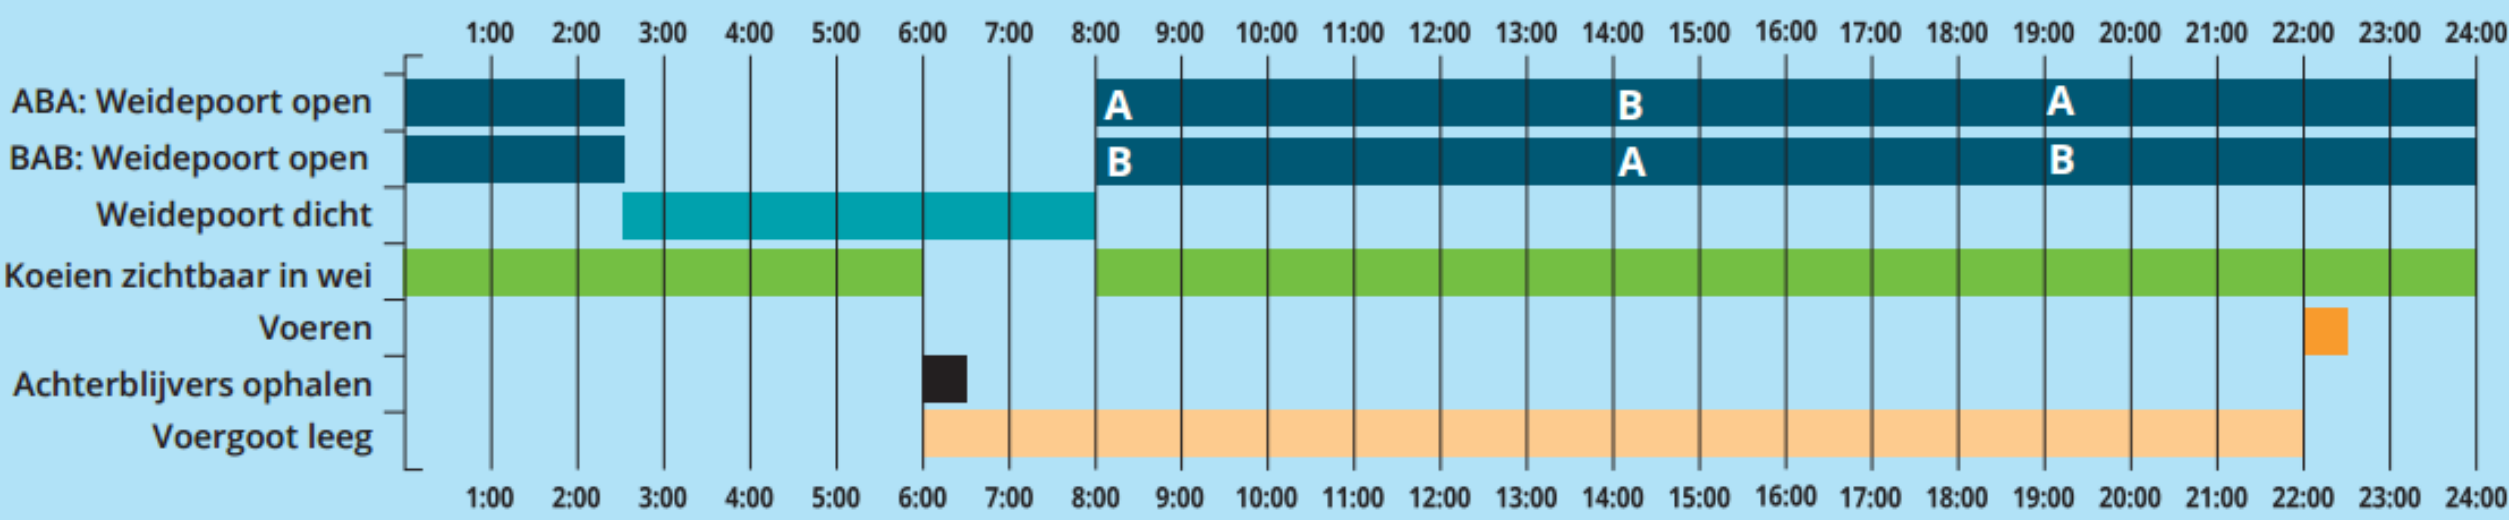 1:00 2:00 3:00 4:00 5:00 6:00 7:00 8:00 9:00 10:00 11:00 12:00 13:00 14:00 15:00 16:00 17:00 18:00 19:00 20:00 21:00 22:00 23:00 24:00
ABA: Weidepoort open A B A
BAB: Weidepoort open B A B
Weidepoort dicht
Koeien zichtbaar in wei
Voeren
Achterblijvers ophalen
Voergoot leeg
1:00 2:00 3:00 4:00 5:00 6:00 7:00 8:00 9:00 10:00 11:00 12:00 13:00 14:00 15:00 16:00 17:00 18:00 19:00 20:00 21:00 22:00 23:00 24:00